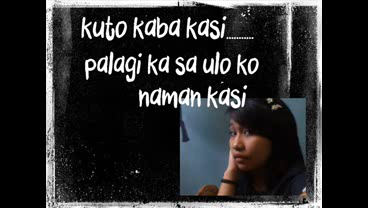 kuto kaba kasi..........
palagi ka sa ulo ko
naman kasi